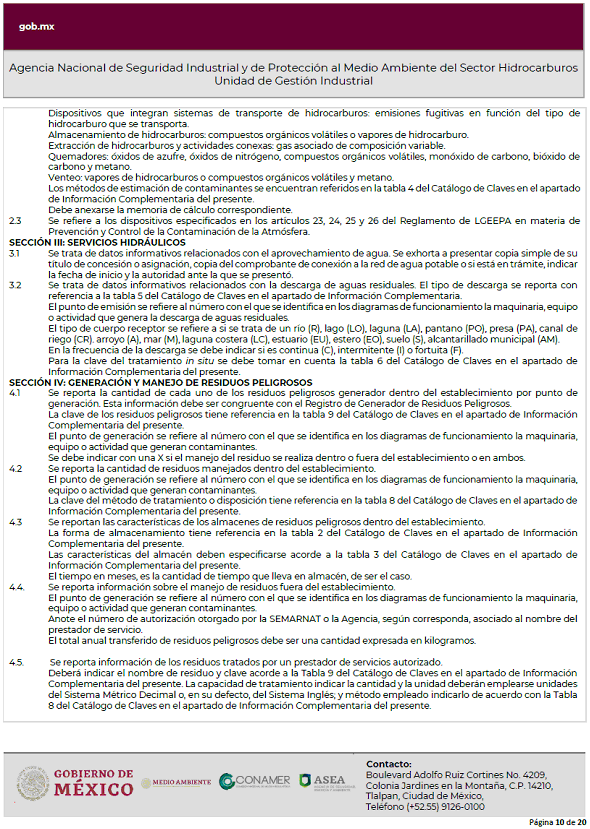 gob.mx
Agencia Nacional de Seguridad Industrial y de Protección al Medio Ambiente del Sector Hidrocarburos
Unidad de Gestión Industrial
Dispositivos que integran sistemas de transporte de hidrocarburos: emisiones fugitivas en función del tipo de
hidrocarburo que se transporta.
Almacenamiento de hidrocarburos: compuestos orgánicos volátiles o vapores de hidrocarburo.
Extracción de hidrocarburos y actividades conexas: gas asociado de composición variable.
Quemadores: óxidos de azufre, óxidos de nitrógeno, compuestos orgánicos volátiles, monóxido de carbono, bióxido de
carbono y metano.
Venteo: vapores de hidrocarburos o compuestos orgánicos volátiles y metano.
Los métodos de estimación de contaminantes se encuentran referidos en la tabla 4 del Catálogo de Claves en el apartado
de Información Complementaria del presente.
Debe anexarse la memoria de cálculo correspondiente.
2.3 Se refiere a los dispositivos especificados en los artículos 23, 24, 25 y 26 del Reglamento de LGEEPA en materia de
Prevención y Control de la Contaminación de la Atmósfera.
SECCIÓN III: SERVICIOS HIDRÁULICOS
3.1 Se trata de datos informativos relacionados con el aprovechamiento de agua. Se exhorta a presentar copia simple de su
título de concesión o asignación, copia del comprobante de conexión a la red de agua potable o si está en trámite, indicar
la fecha de inicio y la autoridad ante la que se presentó.
3.2 Se trata de datos informativos relacionados con la descarga de aguas residuales. El tipo de descarga se reporta con
referencia a la tabla 5 del Catálogo de Claves en el apartado de Información Complementaria.
El punto de emisión se refiere al número con el que se identifica en los diagramas de funcionamiento la maquinaria, equipo
o actividad que genera la descarga de aguas residuales.
El tipo de cuerpo receptor se refiere a si se trata de un río (R), lago (LO), laguna (LA), pantano (PO), presa (PA), canal de
riego (CR). arroyo (A), mar (M), laguna costera (LC), estuario (EU), estero (EO), suelo (S), alcantarillado municipal (AM).
En la frecuencia de la descarga se debe indicar si es continua (C), intermitente (I) o fortuita (F).
Para la clave del tratamiento in situ se debe tomar en cuenta la tabla 6 del Catálogo de Claves en el apartado de
Información Complementaria del presente.
SECCIÓN IV: GENERACIÓN Y MANEJO DE RESIDUOS PELIGROSOS
4.1 Se reporta la cantidad de cada uno de los residuos peligrosos generador dentro del establecimiento por punto de
generación. Esta información debe ser congruente con el Registro de Generador de Residuos Peligrosos.
La clave de los residuos peligrosos tiene referencia en la tabla 9 del Catálogo de Claves en el apartado de Información
Complementaria del presente.
El punto de generación se refiere al número con el que se identifica en los diagramas de funcionamiento la maquinaria,
equipo o actividad que generan contaminantes.
Se debe indicar con una X si el manejo del residuo se realiza dentro o fuera del establecimiento o en ambos.
4.2 Se reporta la cantidad de residuos manejados dentro del establecimiento.
El punto de generación se refiere al número con el que se identifica en los diagramas de funcionamiento la maquinaria,
equipo o actividad que generan contaminantes.
La clave del método de tratamiento o disposición tiene referencia en la tabla 8 del Catálogo de Claves en el apartado de
Información Complementaria del presente.
4.3 Se reportan las características de los almacenes de residuos peligrosos dentro del establecimiento.
La forma de almacenamiento tiene referencia en la tabla 2 del Catálogo de Claves en el apartado de Información
Complementaria del presente.
Las características del almacén deben especificarse acorde a la tabla 3 del Catálogo de Claves en el apartado de
Información Complementaria del presente.
El tiempo en meses, es la cantidad de tiempo que lleva en almacén, de ser el caso.
4.4. Se reporta información sobre el manejo de residuos fuera del establecimiento.
El punto de generación se refiere al número con el que se identifica en los diagramas de funcionamiento la maquinaria,
equipo o actividad que generan contaminantes.
Anote el número de autorización otorgado por la SEMARNAT o la Agencia, según corresponda, asociado al nombre del
prestador de servicio.
El total anual transferido de residuos peligrosos debe ser una cantidad expresada en kilogramos.
4.5. Se reporta información de los residuos tratados por un prestador de servicios autorizado.
Deberá indicar el nombre de residuo y clave acorde a la Tabla 9 del Catálogo de Claves en el apartado de Información
Complementaria del presente. La capacidad de tratamiento indicar la cantidad y la unidad deberán emplearse unidades
del Sistema Métrico Decimal o, en su defecto, del Sistema Inglés; y método empleado indicarlo de acuerdo con la Tabla
8 del Catálogo de Claves en el apartado de Información Complementaria del presente.
GOBIERNO DE
MÉXICO
MEDIO AMBIENTE
CONAMER
ASEA
Contacto:
Boulevard Adolfo Ruiz Cortines No. 4209,
Colonia Jardines en la Montaña, C.P. 14210,
Tlalpan, Ciudad de México,
Teléfono (+52.55) 9126-0100
Página 10 de 20